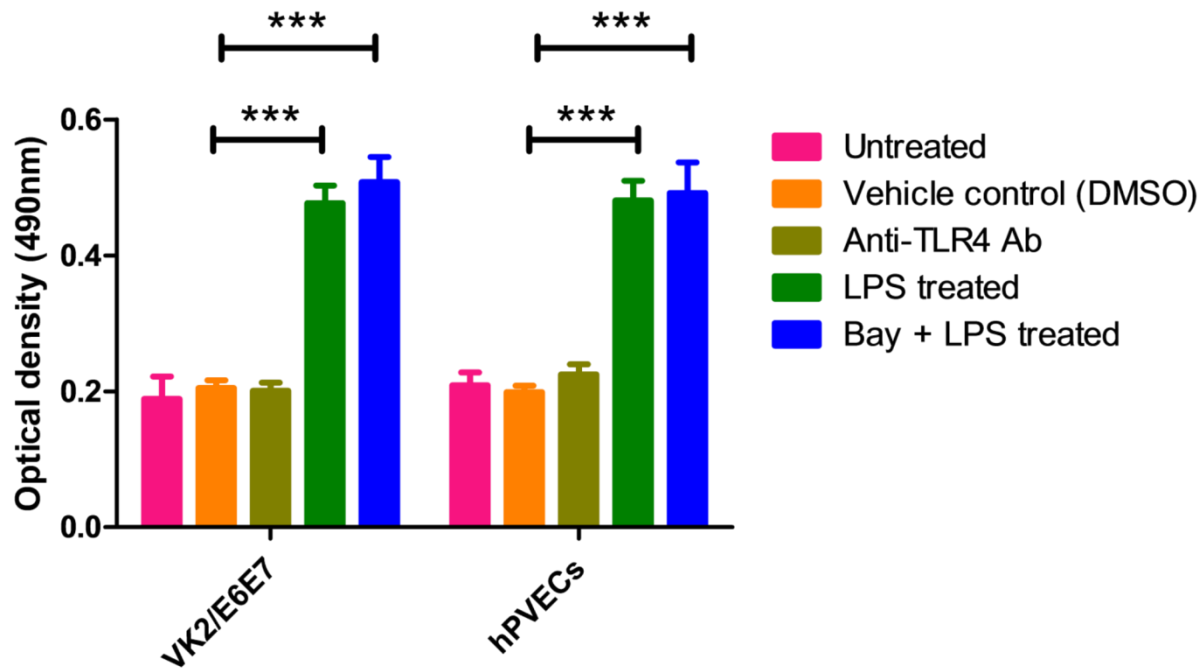 *** ***
*** ***
Optical density (490nm)
0.6
0.4
0.2
0.0
VK2/E6E7
hPVECs
Untreated
Vehicle control (DMSO)
Anti-TLR4 Ab
LPS treated
Bay + LPS treated